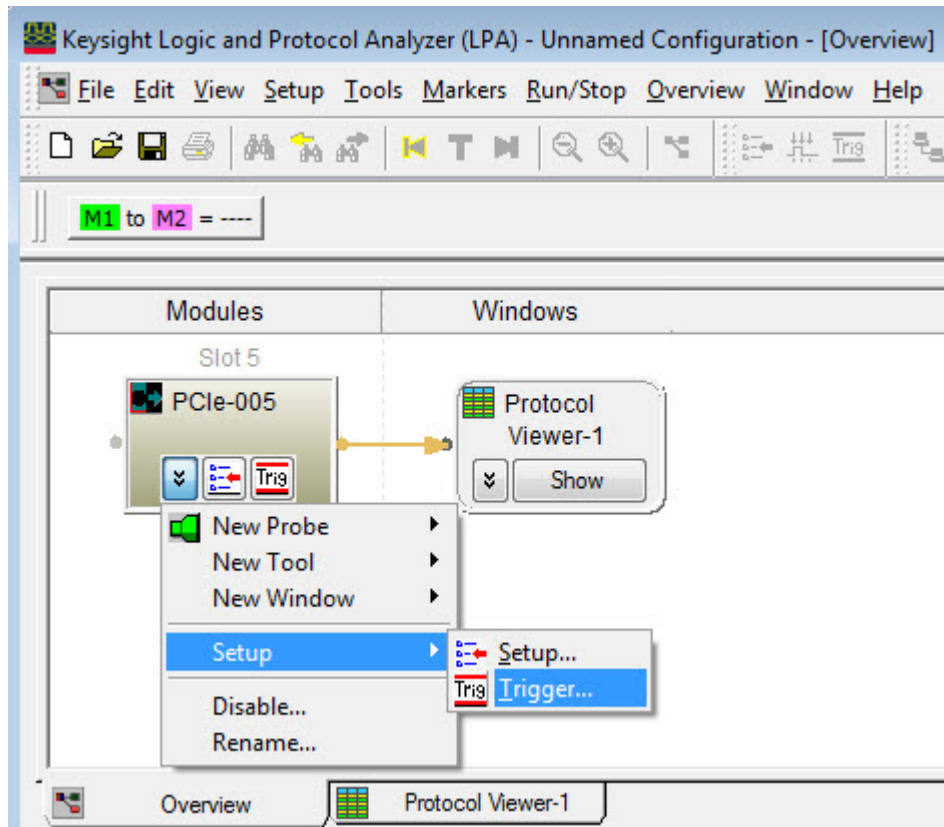 Keysight Logic and Protocol Analyzer (LPA) - Unnamed Configuration - [Overview]
File Edit View Setup Tools Markers Run/Stop Overview Window Help
T Trig
M1 to M2 = ----
Modules Windows
Slot 5
PCIe-005
Protocol
Viewer-1
Trig
Show
New Probe
New Tool
New Window
Setup
Setup...
Trig Trigger...
Disable...
Rename...
Overview Protocol Viewer-1